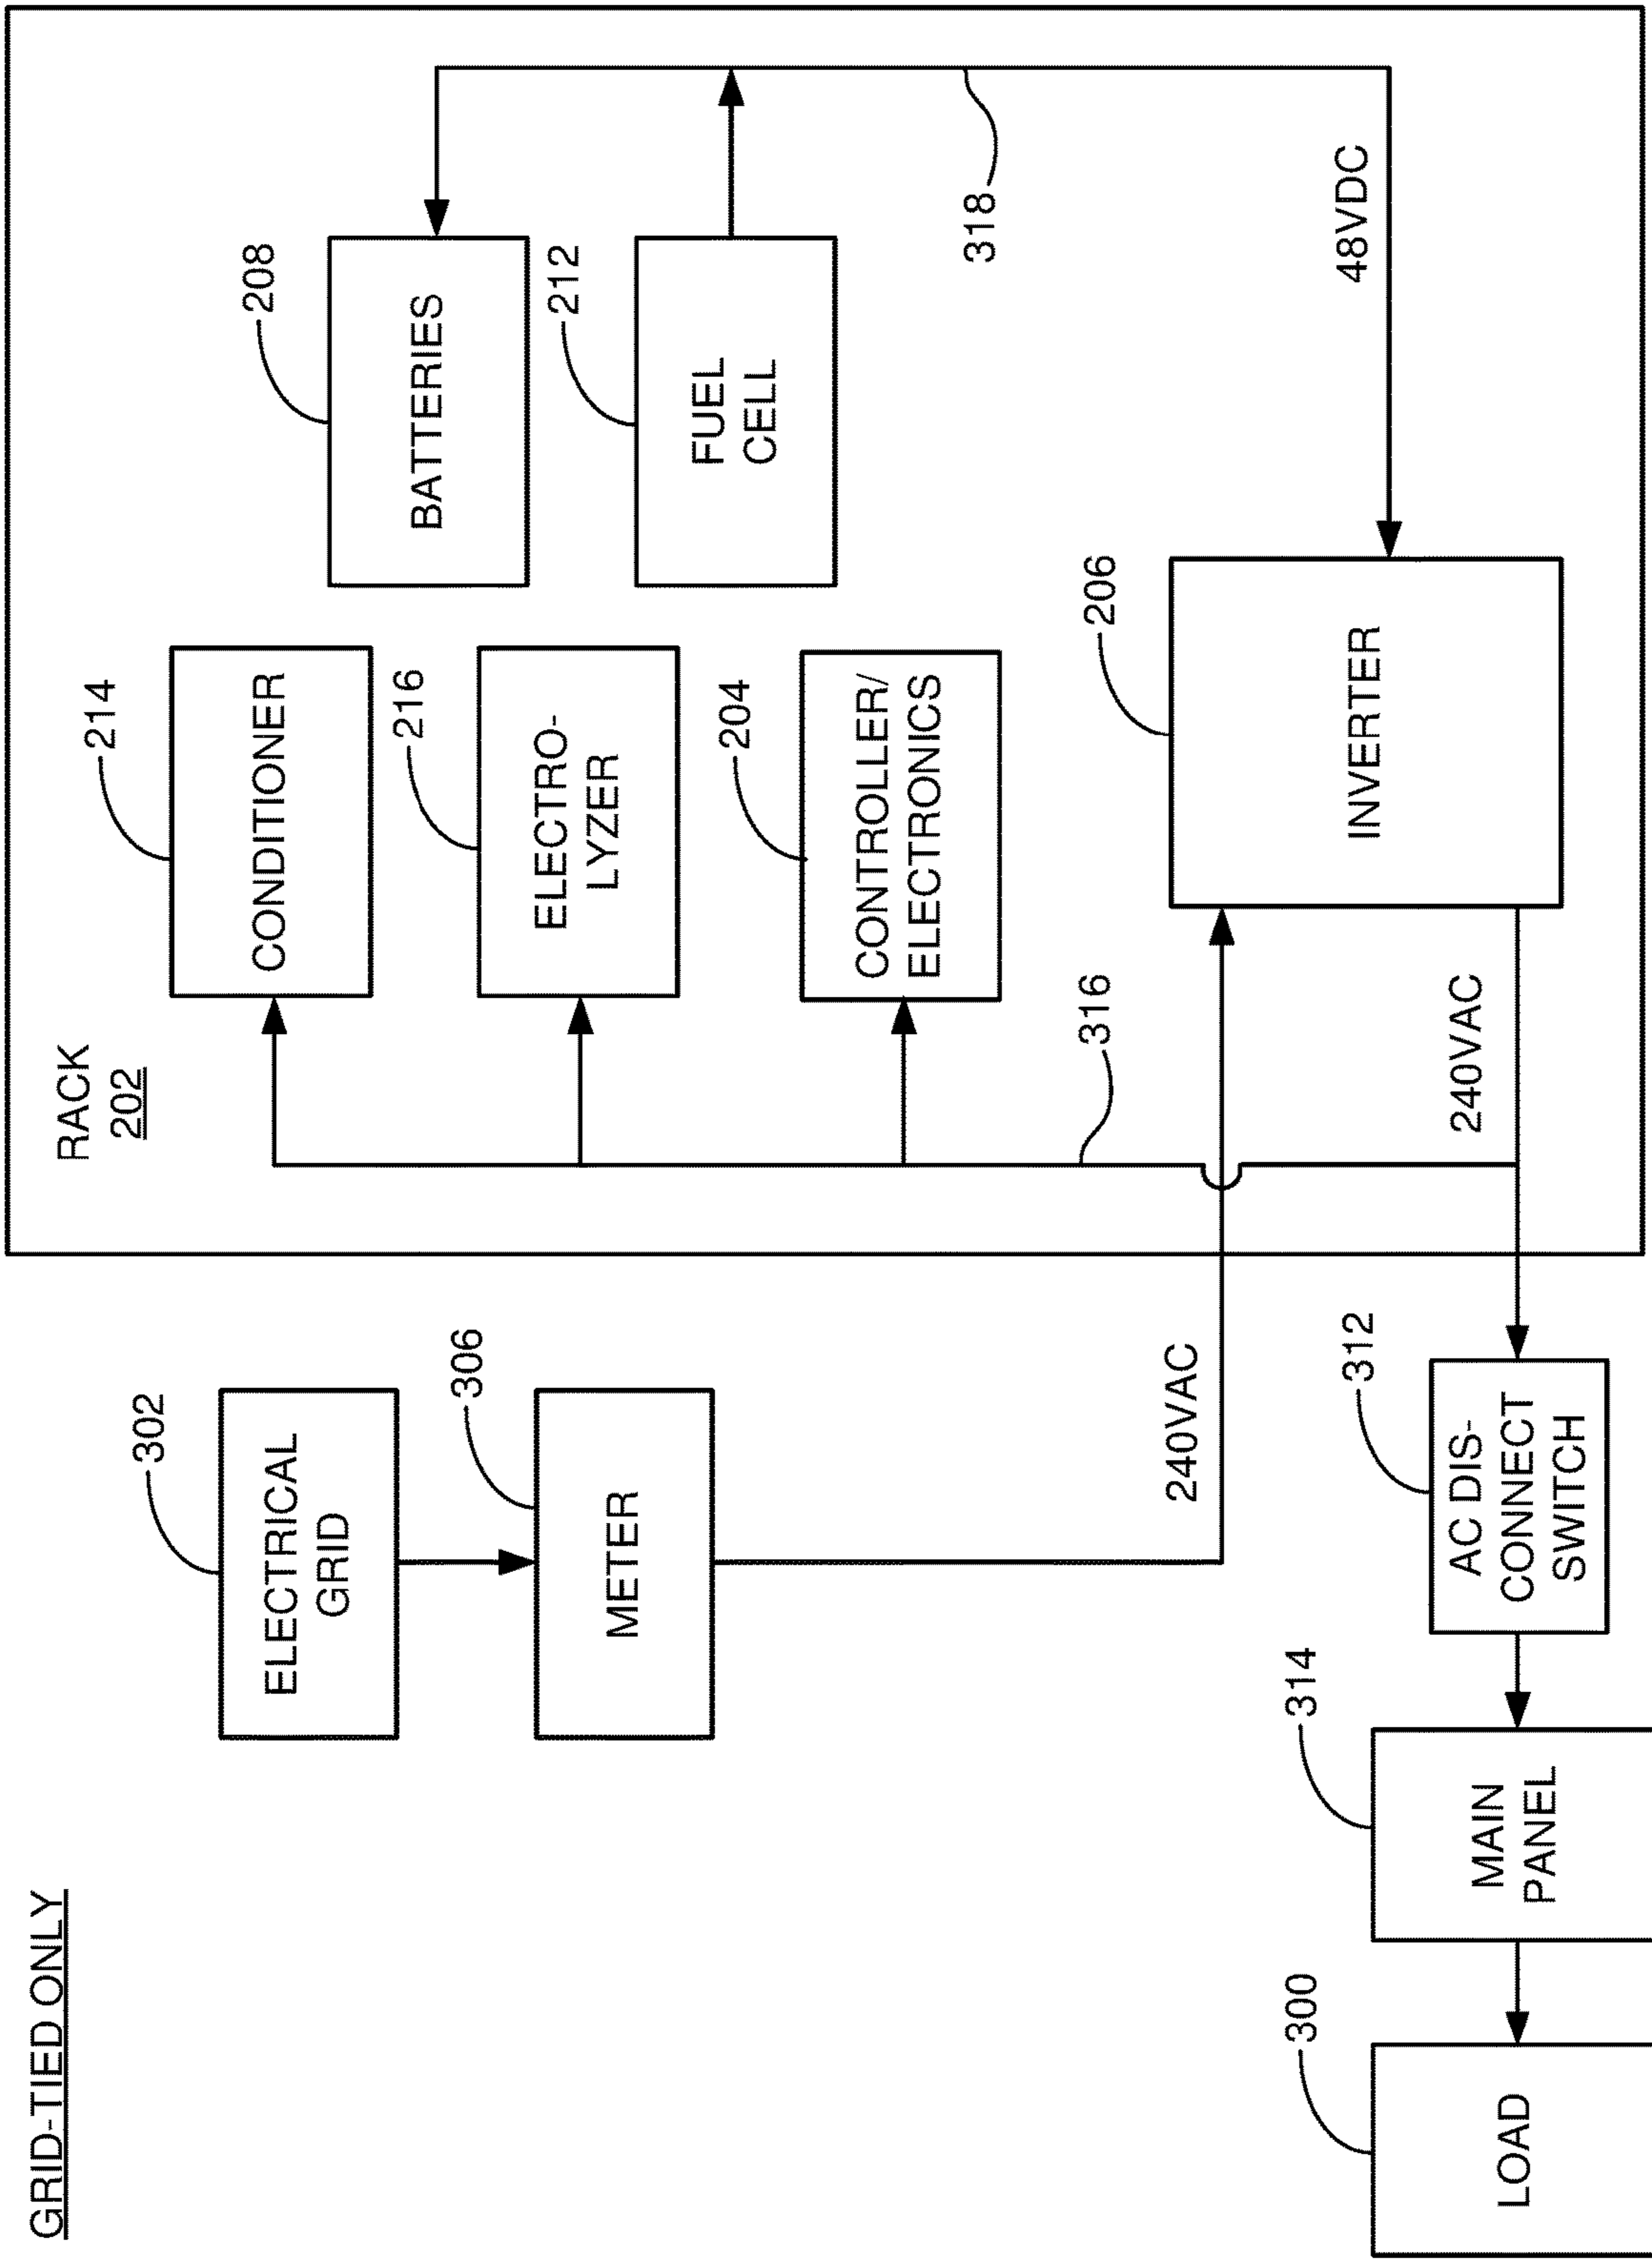 GRID-TIED ONLY
RACK
202
302
ELECTRICAL
GRID
306
METER
240VAC
214
CONDITIONER
216
ELECTRO-
LYZER
204
CONTROLLER/
ELECTRONICS
208
BATTERIES
212
FUEL
CELL
318
316
206
INVERTER
48VDC
240VAC
300
LOAD
314
MAIN
PANEL
312
AC DIS-
CONNECT
SWITCH